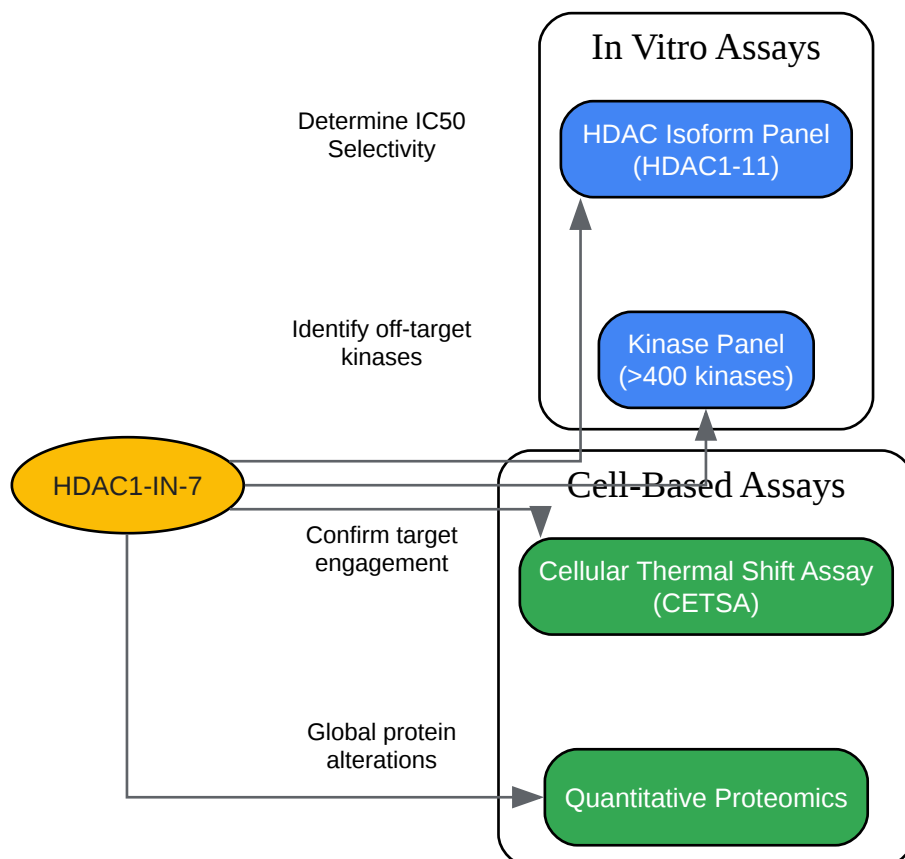 In Vitro Assays
Determine IC50
Selectivity
HDAC Isoform Panel
(HDAC1-11)
Identify off-target
kinases
Kinase Panel
(>400 kinases)
HDAC1-IN-7
Cell-Based Assays
Confirm target
engagement
Cellular Thermal Shift Assay
(CETSA)
Global protein
alterations
Quantitative Proteomics